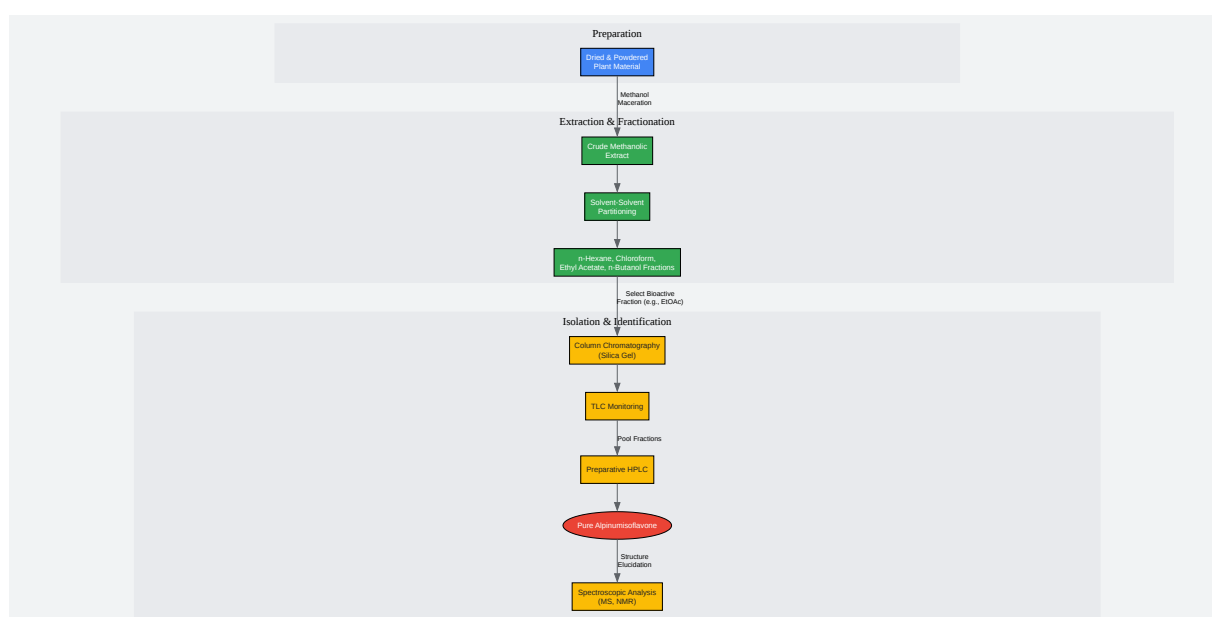 Preparation
Dried & Powdered
Plant Material
Methanol
Maceration
Extraction & Fractionation
Crude Methanolic
Extract
Solvent-Solvent
Partitioning
n-Hexane, Chloroform,
Ethyl Acetate, n-Butanol Fractions
Select Bioactive
Fraction (e.g., EtOAc)
Isolation & Identification
Column Chromatography
(Silica Gel)
TLC Monitoring
Pool Fractions
Preparative HPLC
Pure Alpinumisoflavone
Structure
Elucidation
Spectroscopic Analysis
(MS, NMR)